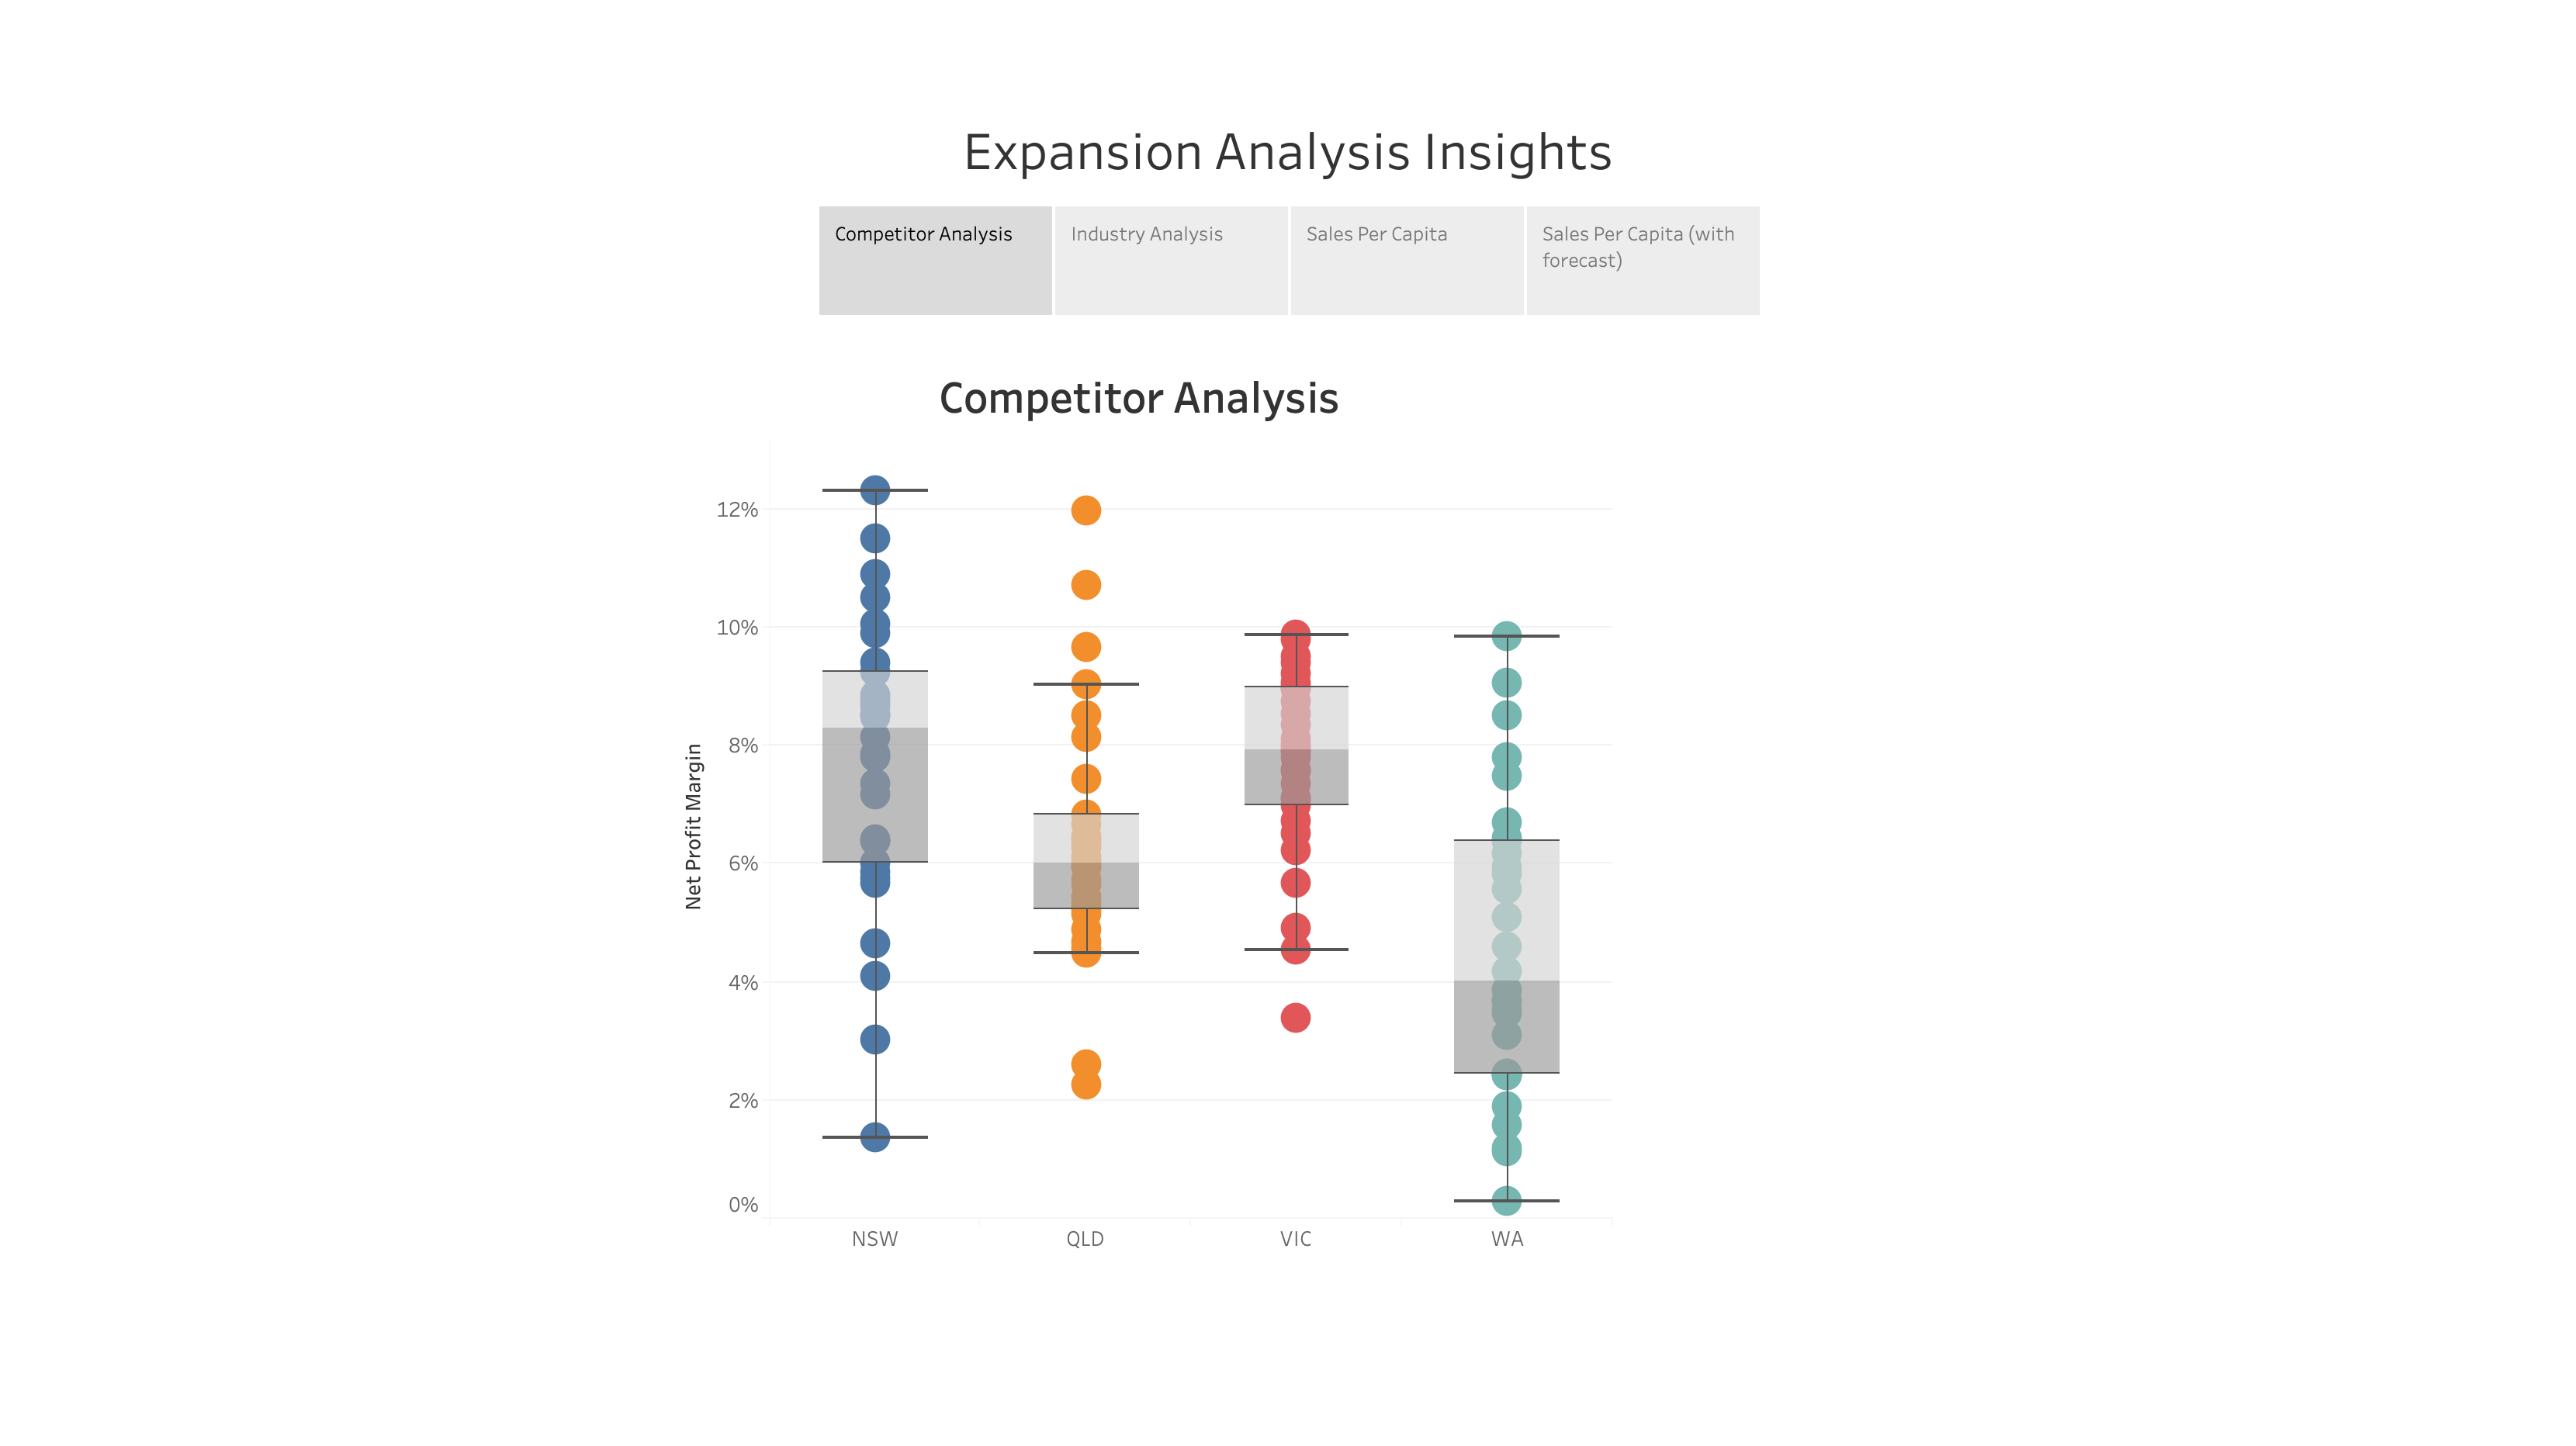 Expansion Analysis Insights
Competitor Analysis
Industry Analysis
Sales Per Capita
Sales Per Capita (with
forecast)
Competitor Analysis
Net Profit Margin
12%
10%
8%
6%
4%
2%
0%
NSW
QLD
VIC
WA